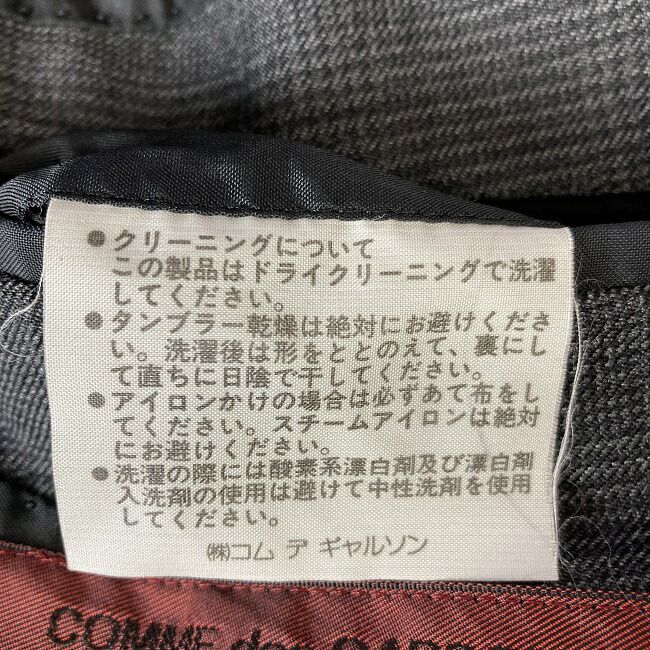 ●クリーニングについて
この製品はドライクリーニングで洗濯
してください。
●タンブラー乾燥は絶対にお避けくださ
い。洗濯後は形をととのえて、裏にし
て直ちに日陰で干してください。
●アイロンかけの場合は必ずあて布をし
てください。スチームアイロンは絶対
にお避けください。
●洗濯の際には酸素系漂白剤及び漂白剤
入洗剤の使用は避けて中性洗剤を使用
してください。
㈱コム デ ギャルソン
COMME des